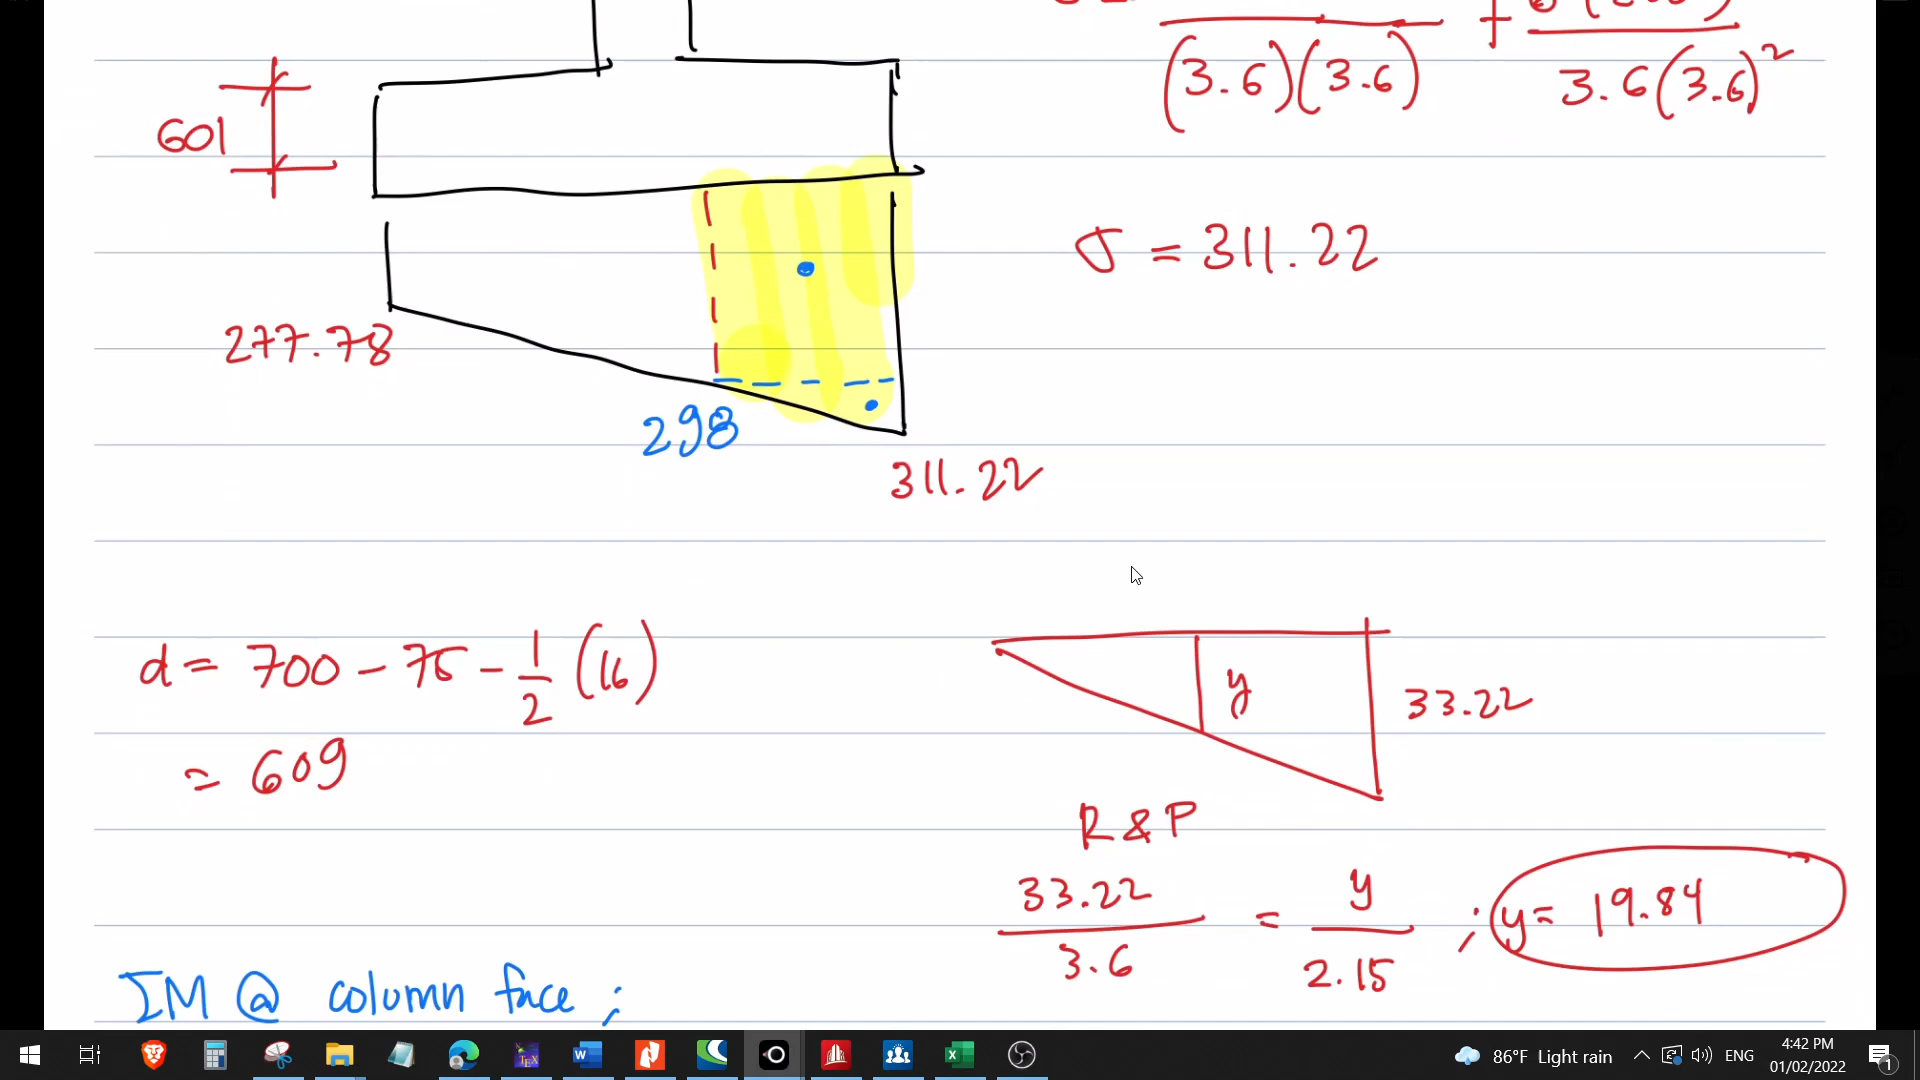 (3.6)(3.6)
+
3.6(3.6)²
601
σ = 311.22
277.78
298
311.22
d = 700 - 75 - 1/2 (16)
= 609
y
33.22
R & P
33.22/3.6 = y/2.15 ; y = 19.84
ΣM @ column face ;
86°F Light rain
ENG
4:42 PM
01/02/2022
1